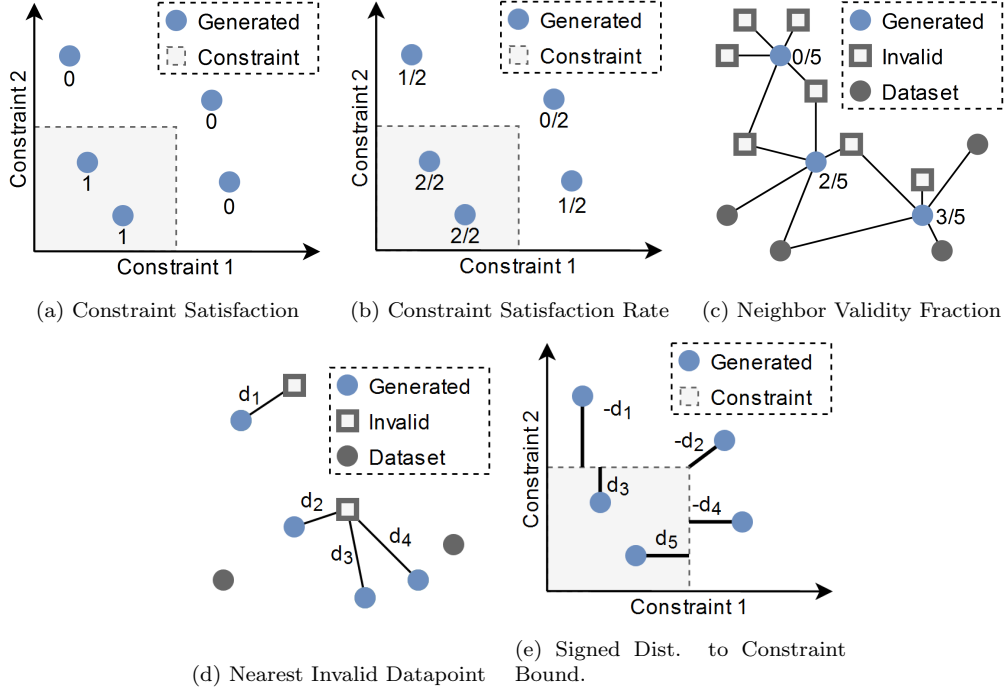 Generated
Constraint
Constraint 2
0
0
1
0
1
Constraint 1
(a) Constraint Satisfaction
Generated
Constraint
Constraint 2
1/2
0/2
2/2
1/2
2/2
Constraint 1
(b) Constraint Satisfaction Rate
Generated
Invalid
Dataset
0/5
2/5
3/5
(c) Neighbor Validity Fraction
Generated
Invalid
Dataset
d1
d2
d3
d4
(d) Nearest Invalid Datapoint
Generated
Constraint
Constraint 2
-d1
-d2
d3
-d4
d5
Constraint 1
(e) Signed Dist. to Constraint
Bound.